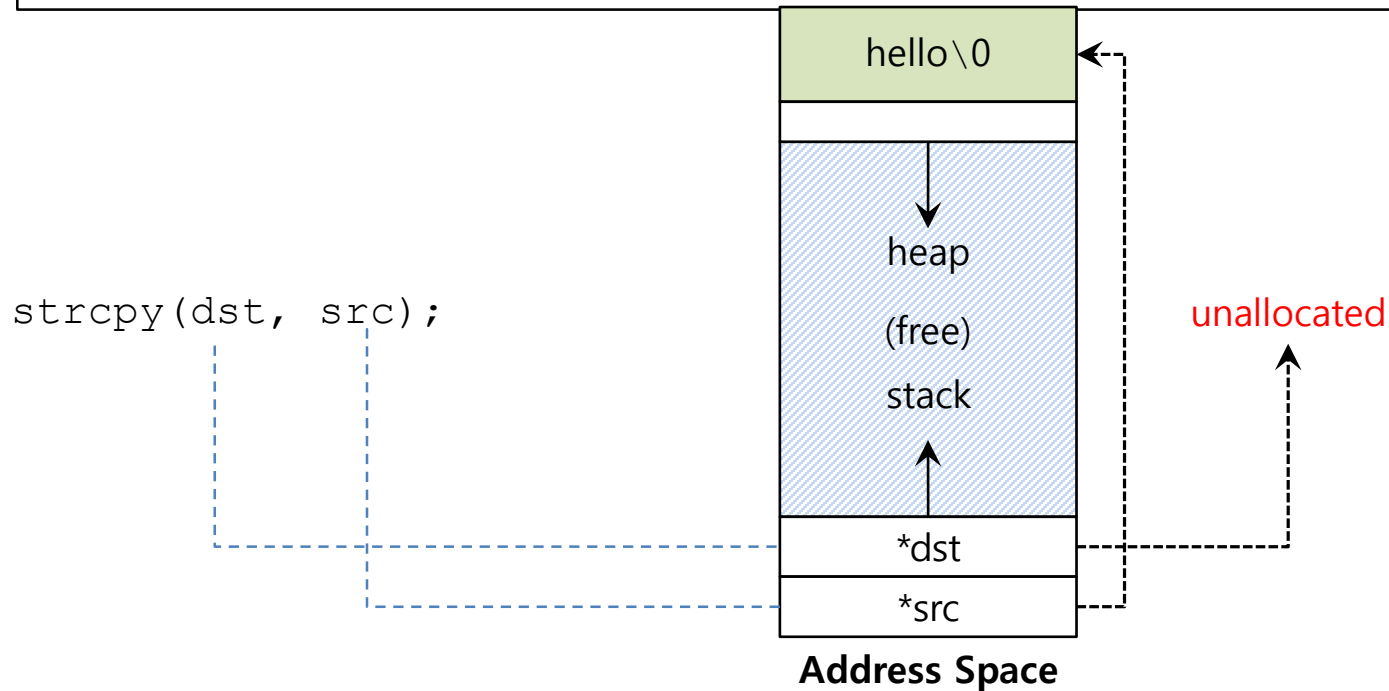 hello\0
heap
strcpy(dst, src);
(free)
unallocated
stack
*dst
*src
Address Space